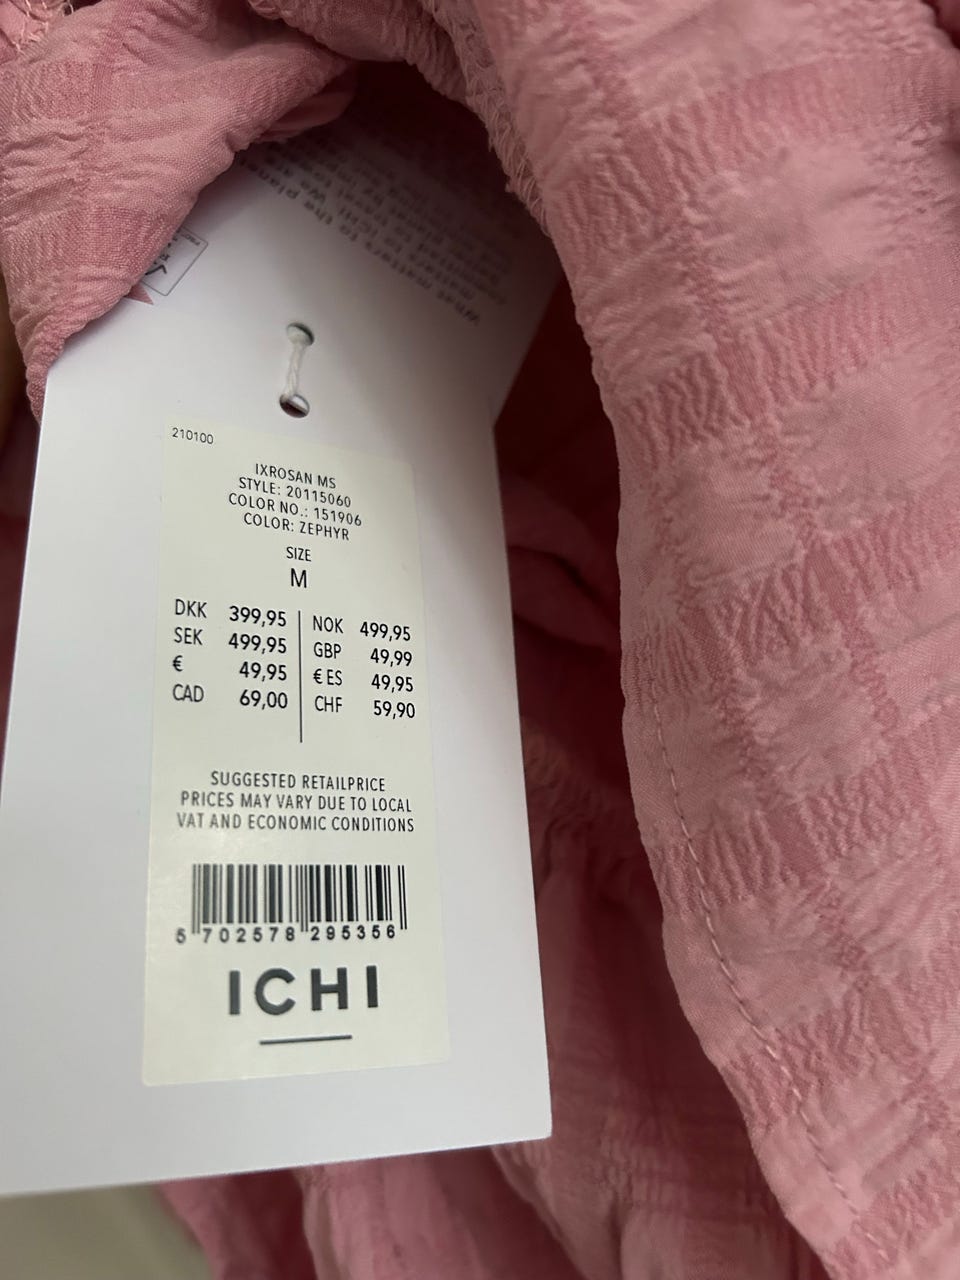 210100
IXROSAN MS
STYLE: 20115060
COLOR NO.: 151906
COLOR: ZEPHYR
SIZE
M
DKK 399,95
SEK 499,95
€ 49,95
CAD 69,00
NOK 499,95
GBP 49,99
€ ES 49,95
CHF 59,90
SUGGESTED RETAILPRICE
PRICES MAY VARY DUE TO LOCAL
VAT AND ECONOMIC CONDITIONS
5 702578 295356
ICHI